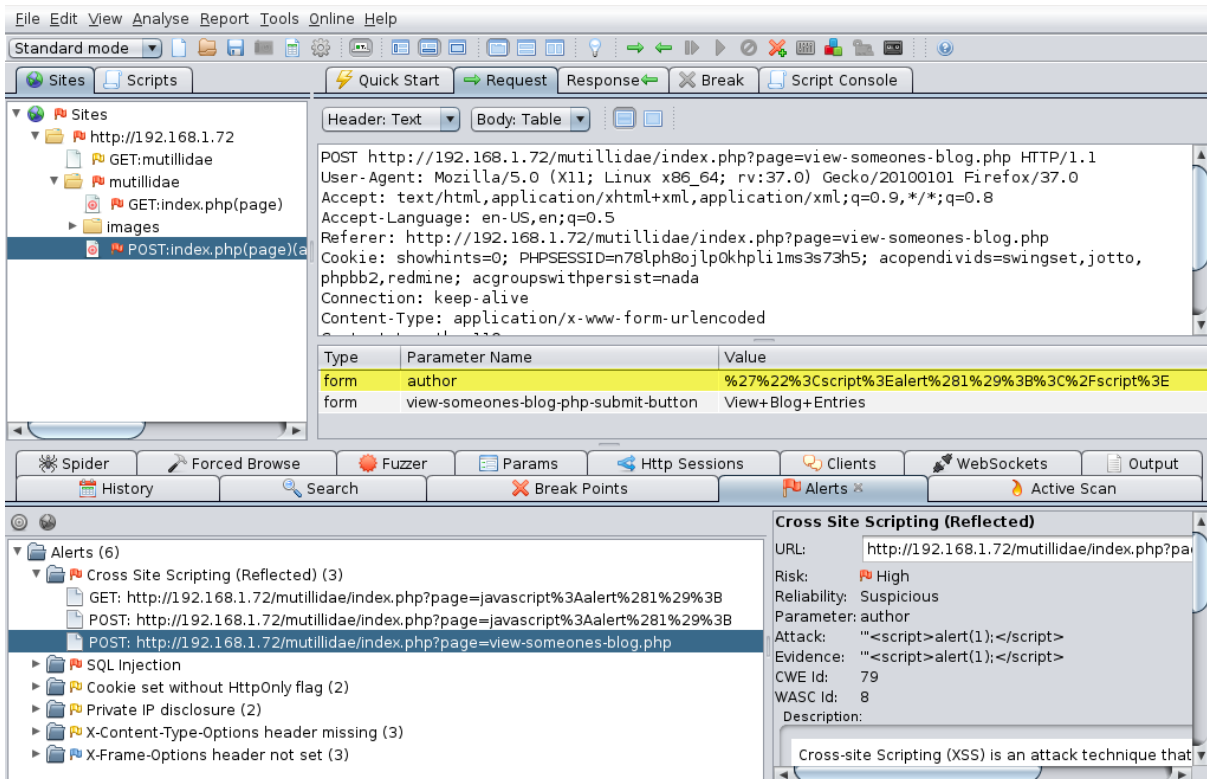 File Edit View Analyse Report Tools Online Help
Standard mode
Sites Scripts
Quick Start Request Response Break Script Console
Sites
http://192.168.1.72
GET:mutillidae
mutillidae
GET:index.php(page)
images
POST:index.php(page)(a
Header: Text Body: Table
POST http://192.168.1.72/mutillidae/index.php?page=view-someones-blog.php HTTP/1.1
User-Agent: Mozilla/5.0 (X11; Linux x86_64; rv:37.0) Gecko/20100101 Firefox/37.0
Accept: text/html,application/xhtml+xml,application/xml;q=0.9,*/*;q=0.8
Accept-Language: en-US,en;q=0.5
Referer: http://192.168.1.72/mutillidae/index.php?page=view-someones-blog.php
Cookie: showhints=0; PHPSESSID=n78lph8ojlp0khpli1ms3s73h5; acopendivids=swingset,jotto,
phpbb2,redmine; acgroupswithpersist=nada
Connection: keep-alive
Content-Type: application/x-www-form-urlencoded
Type Parameter Name Value
form author %27%22%3Cscript%3Ealert%281%29%3B%3C%2Fscript%3E
form view-someones-blog-php-submit-button View+Blog+Entries
Spider Forced Browse Fuzzer Params Http Sessions Clients WebSockets Output
History Search Break Points Alerts Active Scan
Alerts (6)
Cross Site Scripting (Reflected) (3)
GET: http://192.168.1.72/mutillidae/index.php?page=javascript%3Aalert%281%29%3B
POST: http://192.168.1.72/mutillidae/index.php?page=javascript%3Aalert%281%29%3B
POST: http://192.168.1.72/mutillidae/index.php?page=view-someones-blog.php
SQL Injection
Cookie set without HttpOnly flag (2)
Private IP disclosure (2)
X-Content-Type-Options header missing (3)
X-Frame-Options header not set (3)
Cross Site Scripting (Reflected)
URL: http://192.168.1.72/mutillidae/index.php?pa
Risk: High
Reliability: Suspicious
Parameter: author
Attack: '"<script>alert(1);</script>
Evidence: '"<script>alert(1);</script>
CWE Id: 79
WASC Id: 8
Description:
Cross-site Scripting (XSS) is an attack technique that